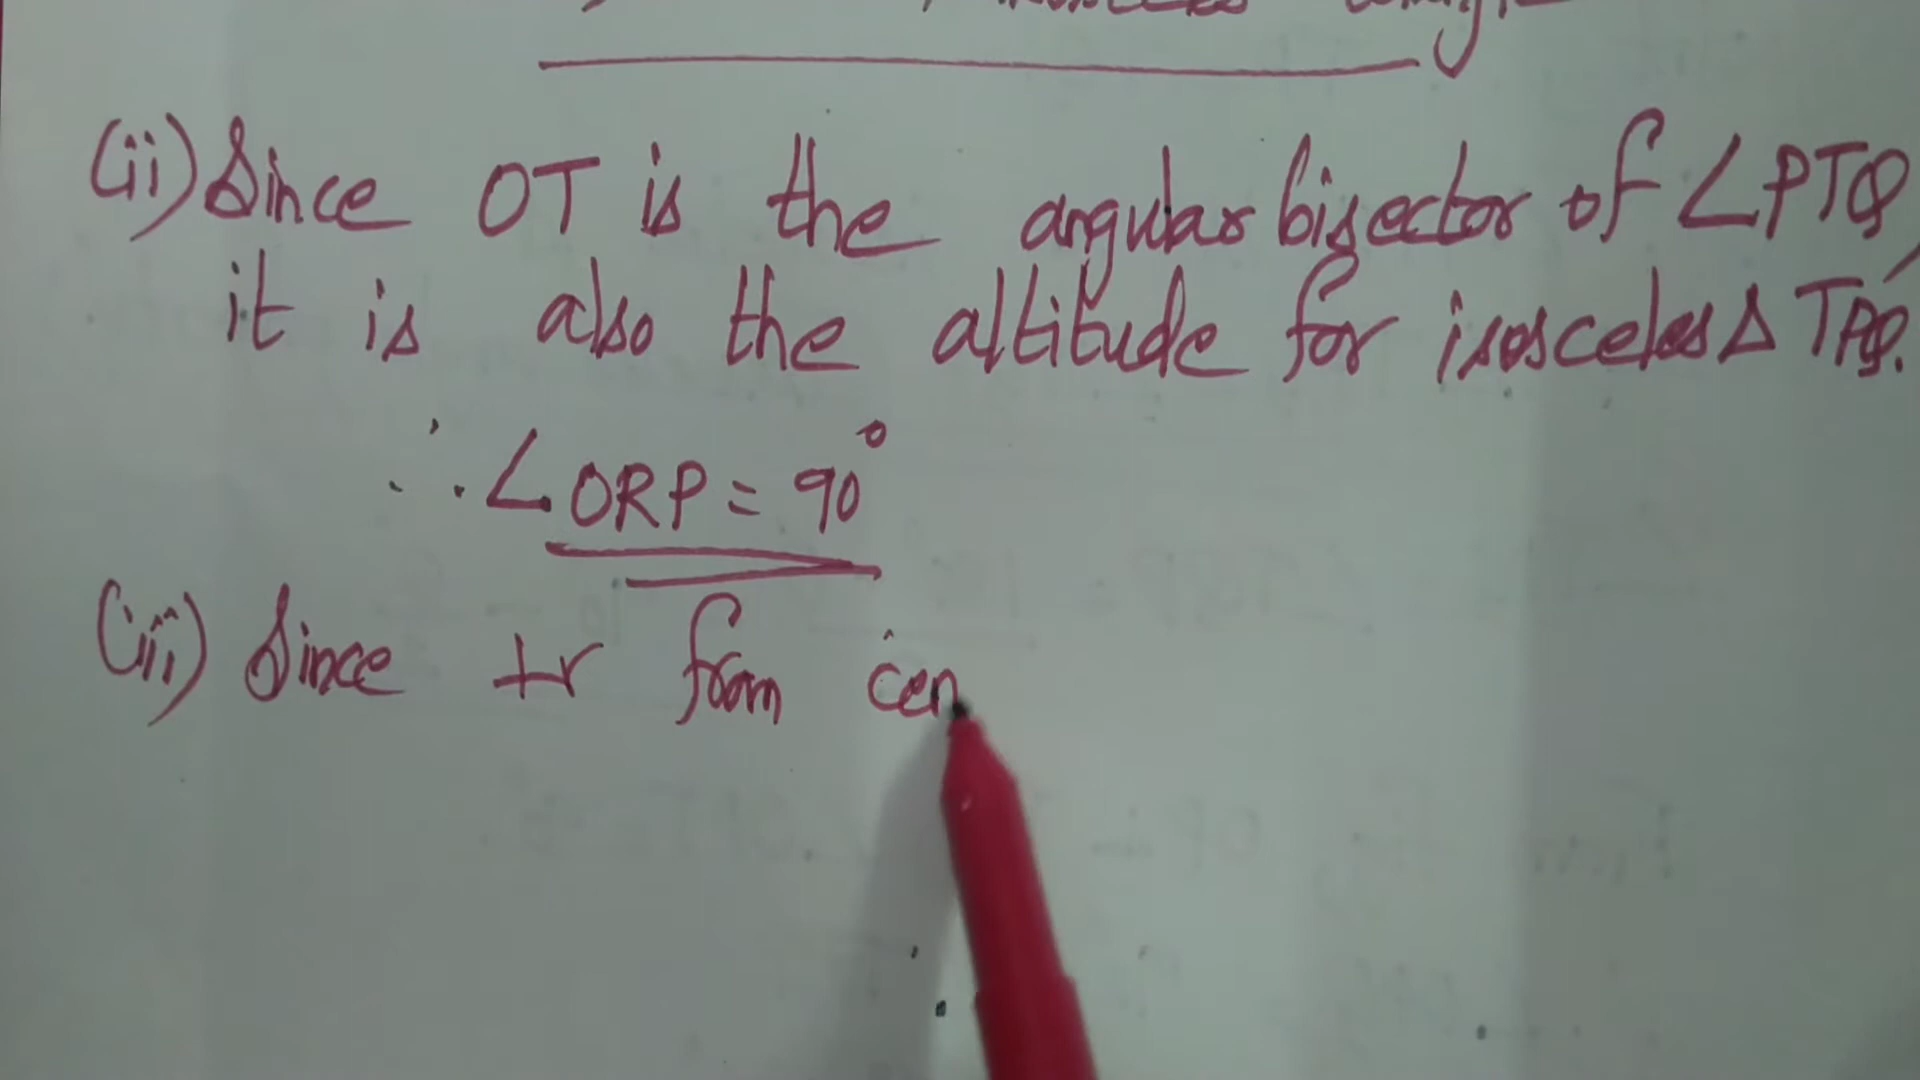 (ii) Since OT is the angular bisector of ∠PTQ,
it is also the altitude for isosceles Δ TPQ.
∴ ∠ORP = 90°
(iii) Since ⊥r from cen